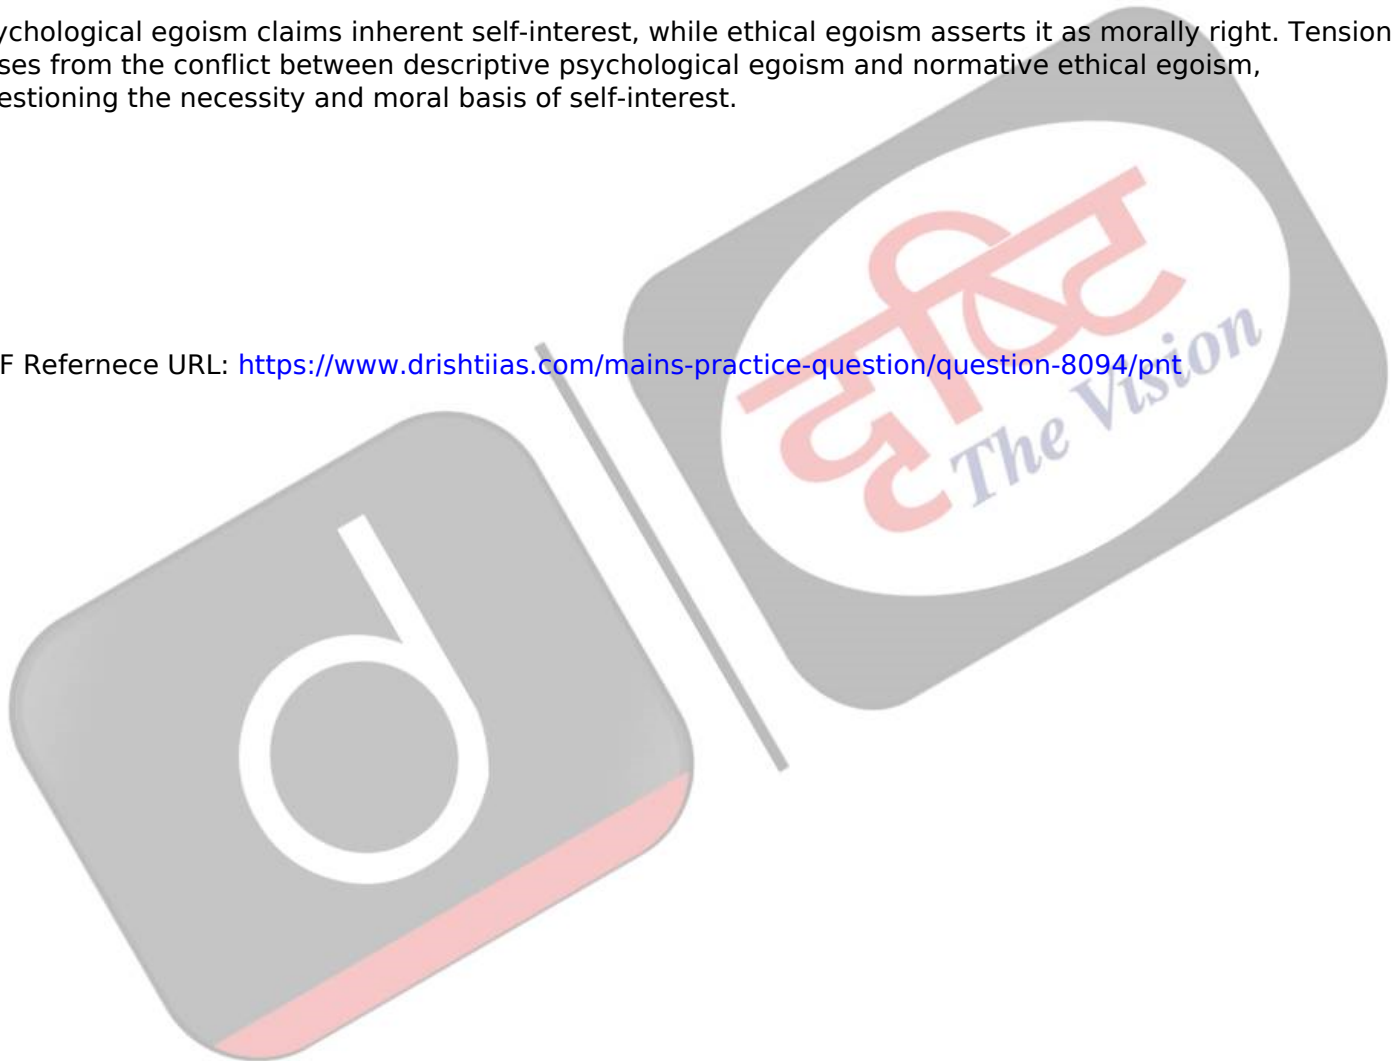 ychological egoism claims inherent self-interest, while ethical egoism asserts it as morally right. Tension
ses from the conflict between descriptive psychological egoism and normative ethical egoism,
estioning the necessity and moral basis of self-interest.
F Refernece URL: https://www.drishtiias.com/mains-practice-question/question-8094/pnt
दृष्टि
The Vision
d